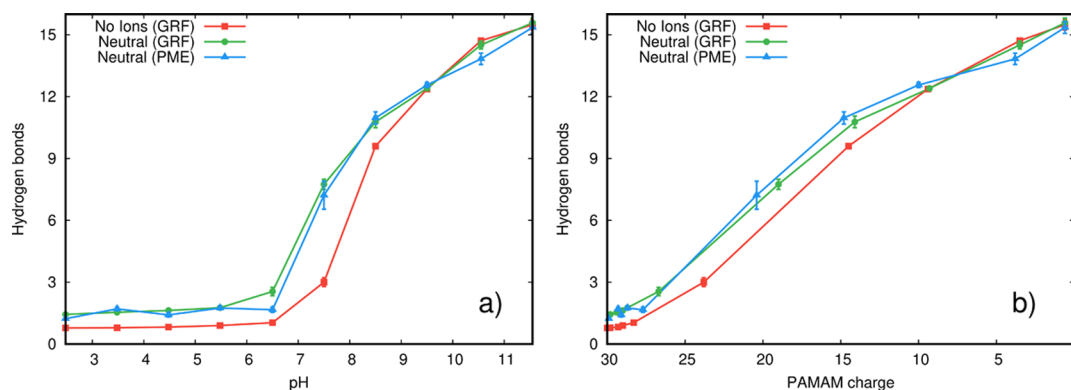 No Ions (GRF)
Neutral (GRF)
Neutral (PME)
15
12
9
6
3
0
Hydrogen bonds
3 4 5 6 7 8 9 10 11
pH
a)
No Ions (GRF)
Neutral (GRF)
Neutral (PME)
15
12
9
6
3
0
Hydrogen bonds
30 25 20 15 10 5
PAMAM charge
b)